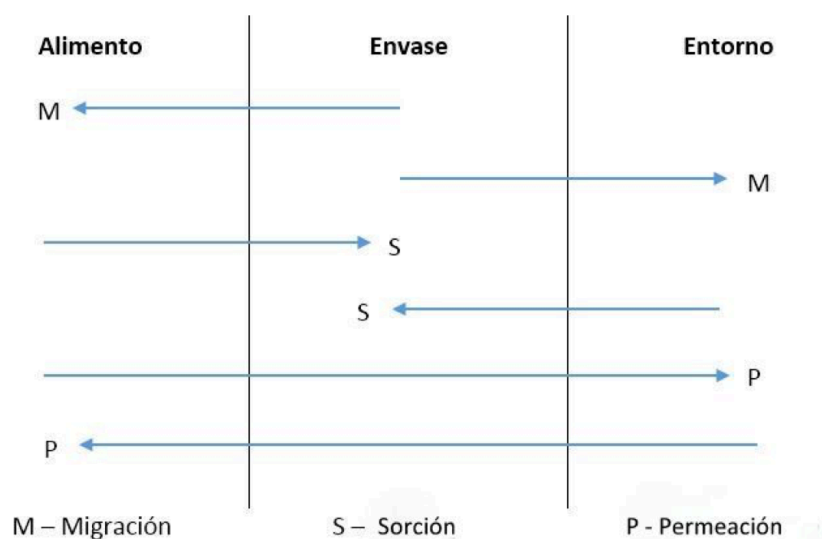 Alimento Envase Entorno
M
M
S
S
P
P
M – Migración S – Sorción P - Permeación